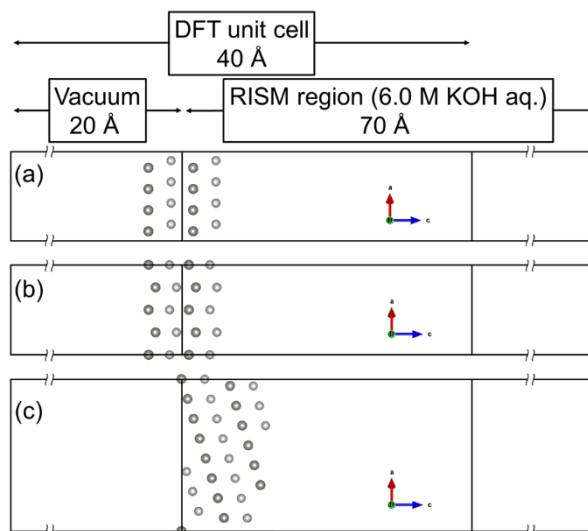 DFT unit cell
40 Å
Vacuum
20 Å
RISM region (6.0 M KOH aq.)
70 Å
(a)
a
c
(b)
a
c
(c)
a
c